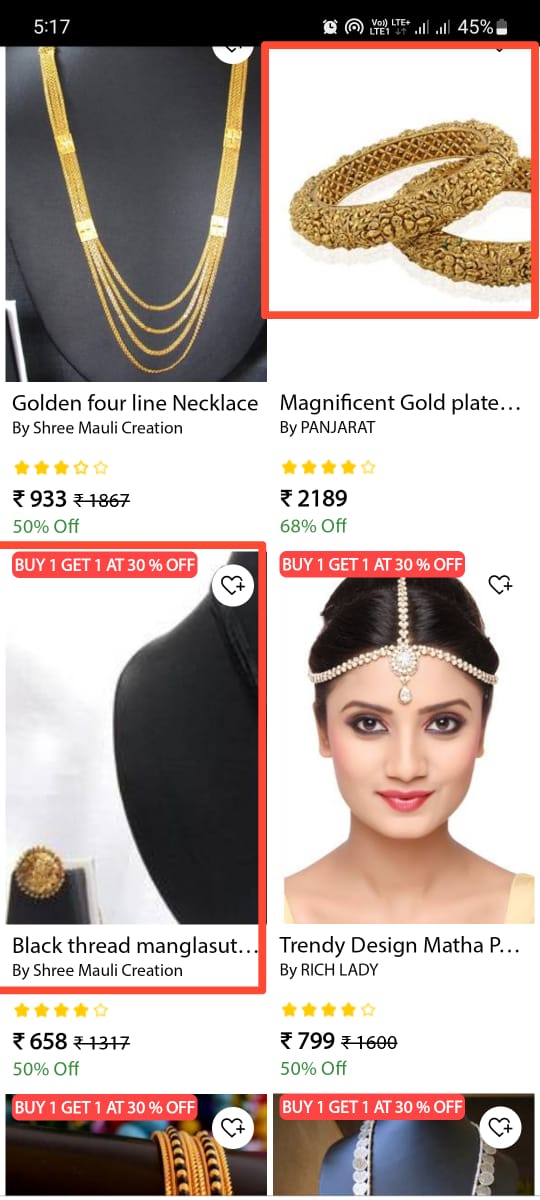 5:17
Vo)) LTE+
LTE1
45%
Golden four line Necklace
By Shree Mauli Creation
₹ 933 ₹ 1867
50% Off
Magnificent Gold plate...
By PANJARAT
₹ 2189
68% Off
BUY 1 GET 1 AT 30 % OFF
Black thread manglasut...
By Shree Mauli Creation
₹ 658 ₹ 1317
50% Off
BUY 1 GET 1 AT 30 % OFF
Trendy Design Matha P...
By RICH LADY
₹ 799 ₹ 1600
50% Off
BUY 1 GET 1 AT 30 % OFF
BUY 1 GET 1 AT 30 % OFF